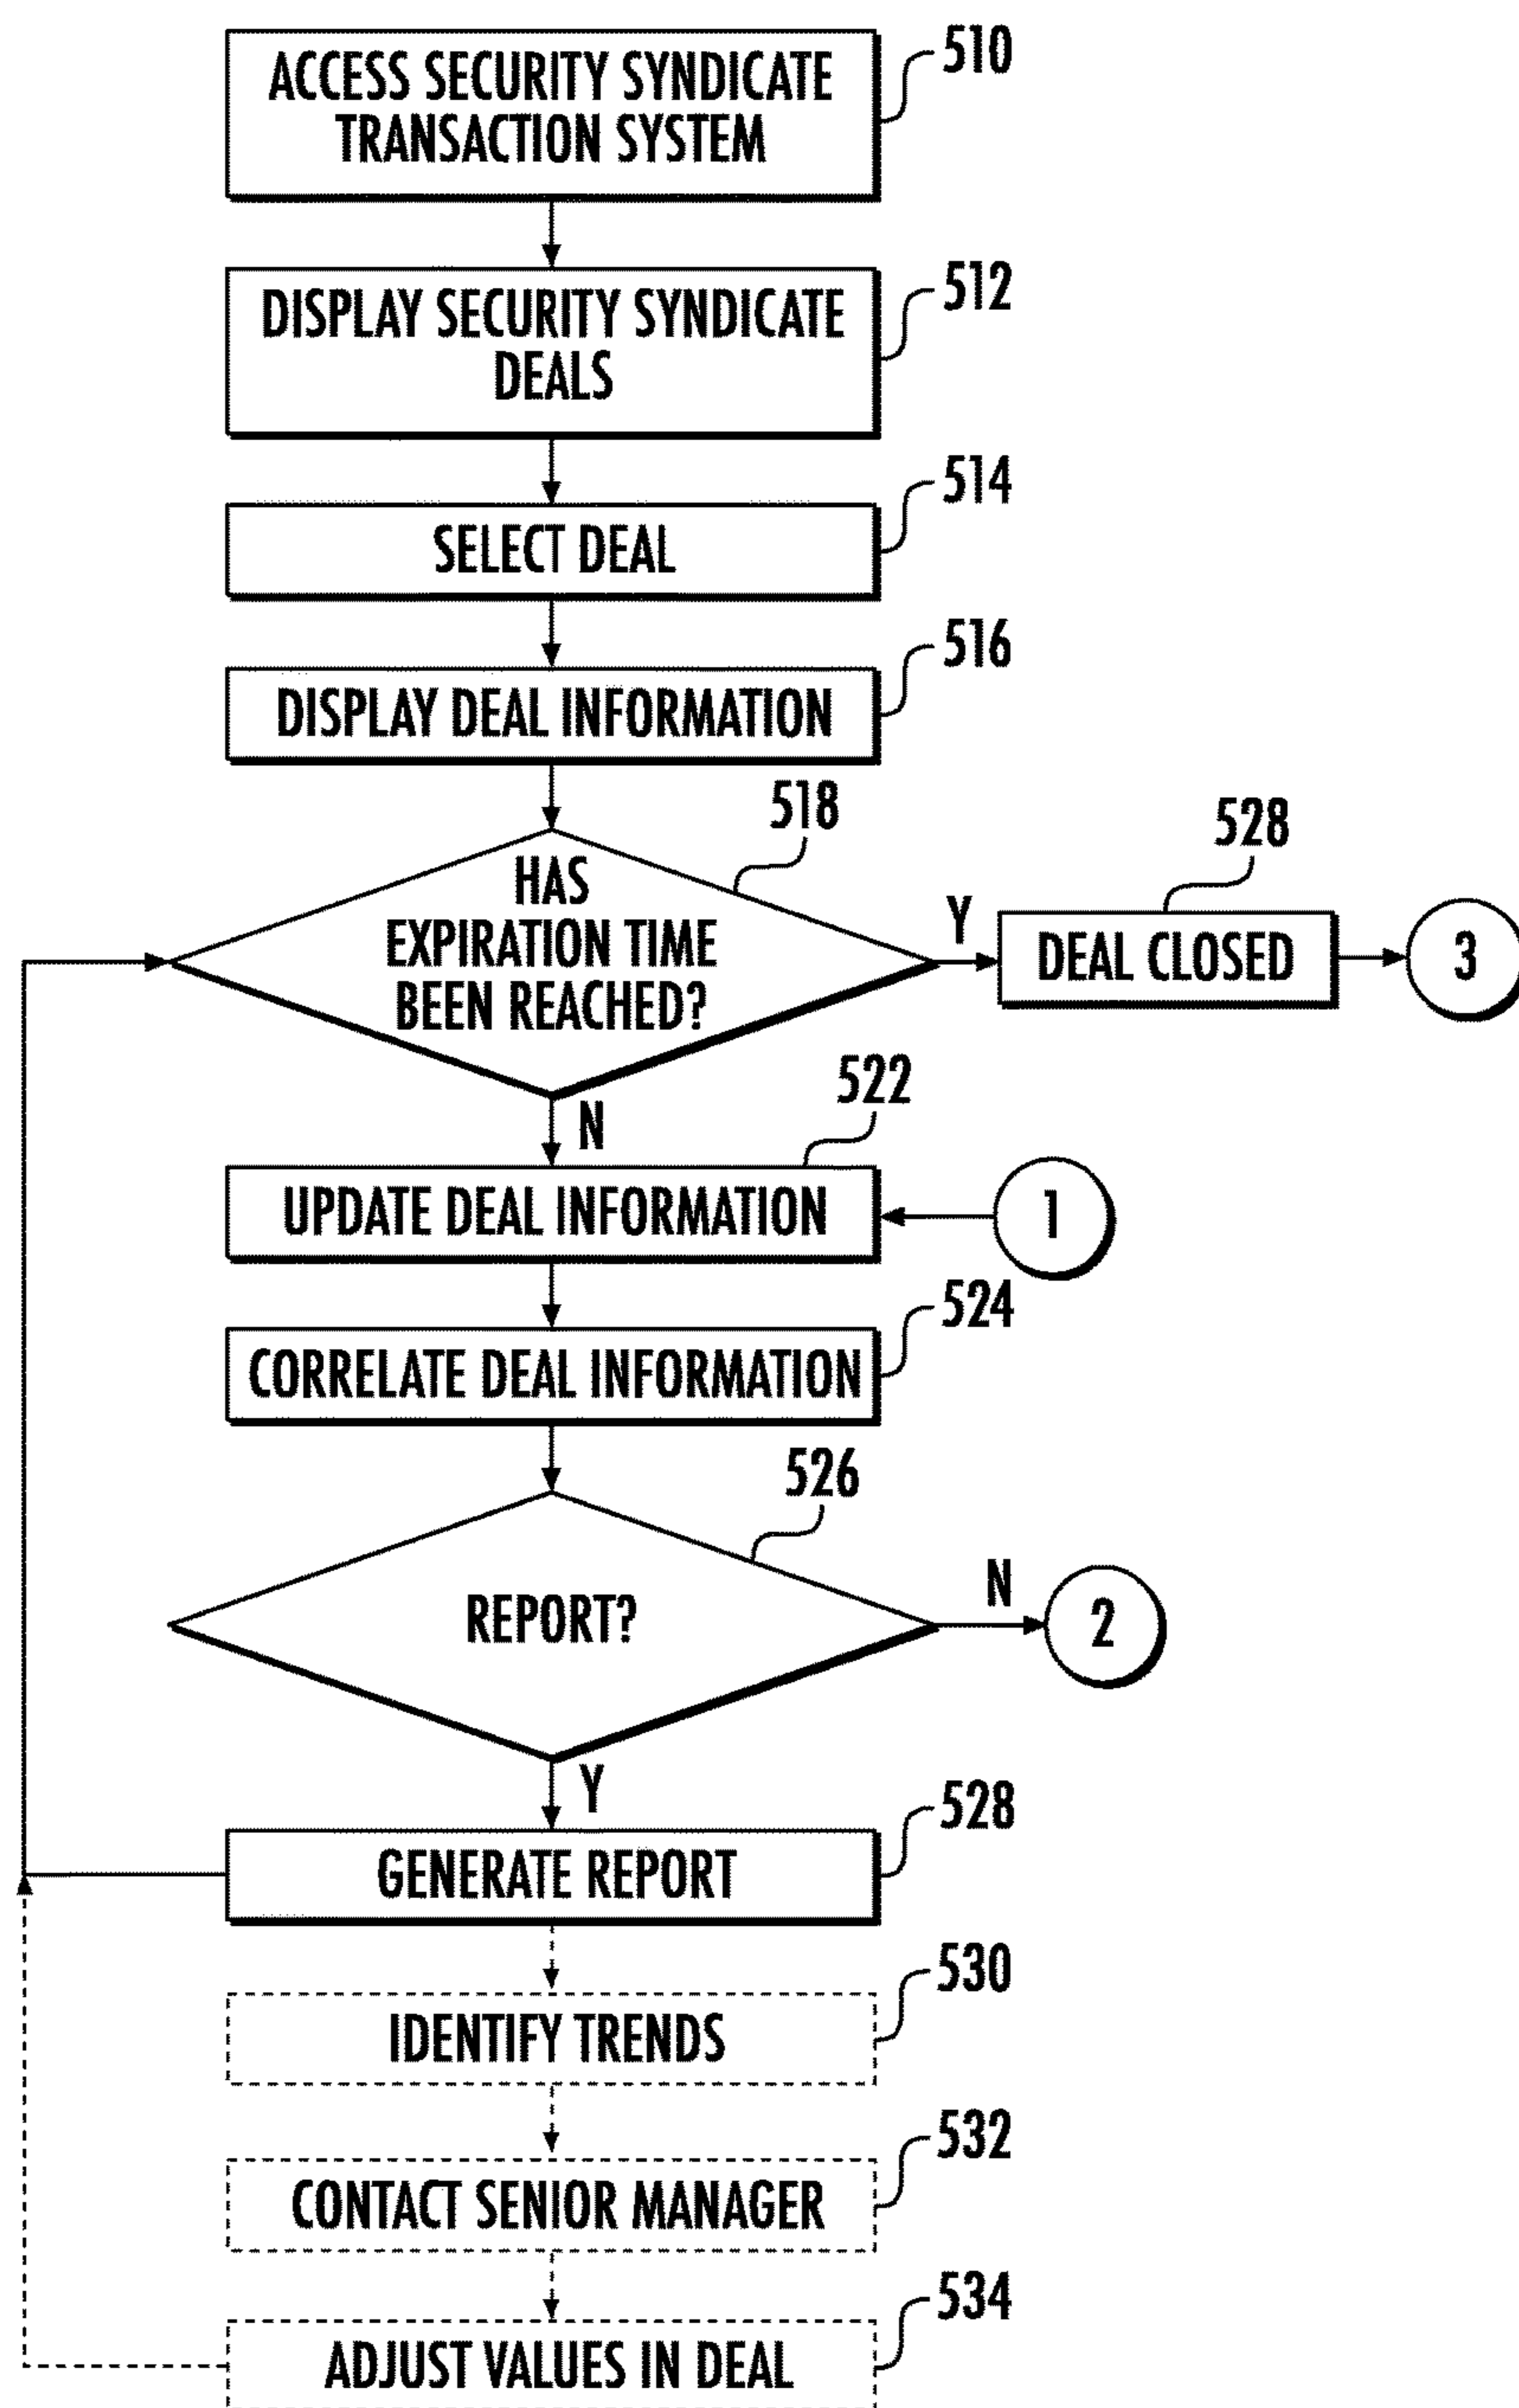 ACCESS SECURITY SYNDICATE
TRANSACTION SYSTEM
510
DISPLAY SECURITY SYNDICATE
DEALS
512
SELECT DEAL
514
DISPLAY DEAL INFORMATION
516
HAS
EXPIRATION TIME
BEEN REACHED?
518
Y
DEAL CLOSED
528
3
N
UPDATE DEAL INFORMATION
522
1
CORRELATE DEAL INFORMATION
524
REPORT?
526
N
2
Y
GENERATE REPORT
528
IDENTIFY TRENDS
530
CONTACT SENIOR MANAGER
532
ADJUST VALUES IN DEAL
534